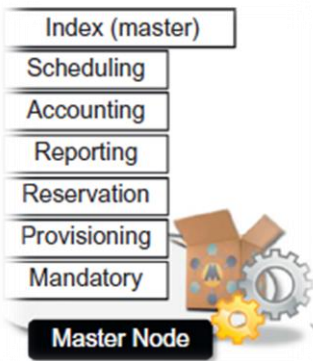 Index (master)
Scheduling
Accounting
Reporting
Reservation
Provisioning
Mandatory
Master Node